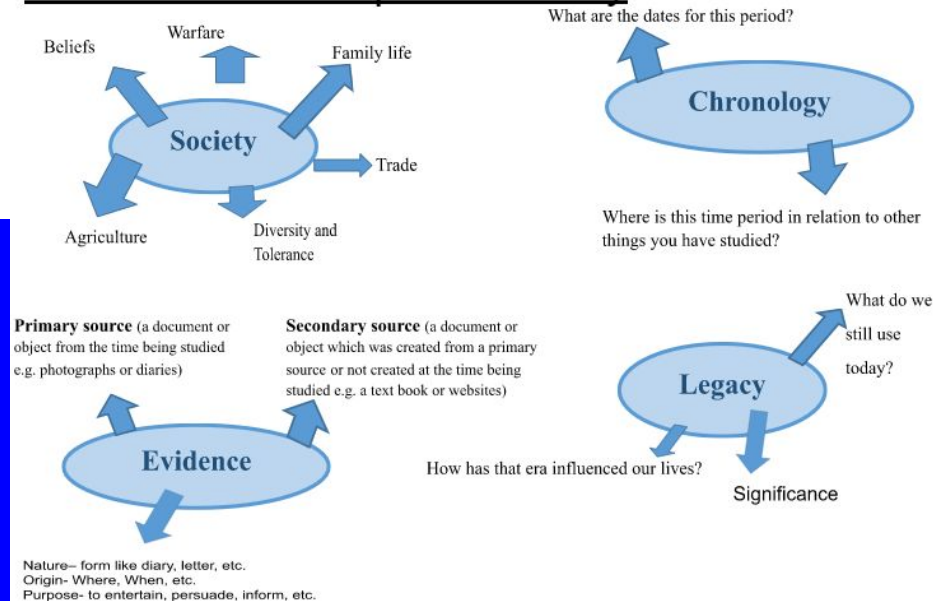 What are the dates for this period?
Warfare
Beliefs
Family life
Chronology
Society
Trade
Where is this time period in relation to other
things you have studied?
Agriculture
Diversity and
Tolerance
What do we
still use
today?
Primary source (a document or
object from the time being studied
e.g. photographs or diaries)
Secondary source (a document or
object which was created from a primary
source or not created at the time being
studied e.g. a text book or websites)
Legacy
Evidence
How has that era influenced our lives?
Significance
Nature– form like diary, letter, etc.
Origin- Where, When, etc.
Purpose- to entertain, persuade, inform, etc.